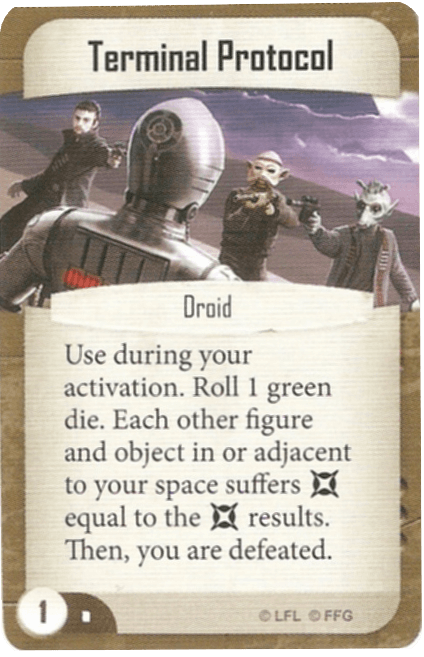 Terminal Protocol
Droid
Use during your
activation. Roll 1 green
die. Each other figure
and object in or adjacent
to your space suffers
equal to the results.
Then, you are defeated.
1
© LFL © FFG